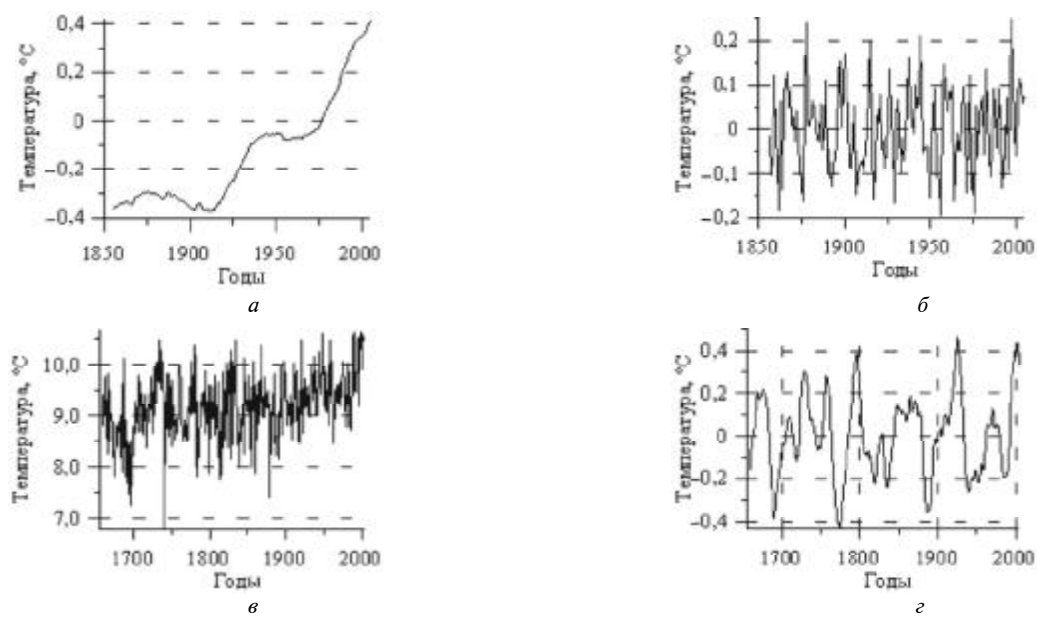 Температура, °C
0,4
0,2
0
−0,2
−0,4
1850 1900 1950 2000
Годы
а
Температура, °C
0,2
0,1
0
−0,1
−0,2
1850 1900 1950 2000
Годы
б
Температура, °C
10,0
9,0
8,0
7,0
1700 1800 1900 2000
Годы
в
Температура, °C
0,4
0,2
0
−0,2
−0,4
1700 1800 1900 2000
Годы
г